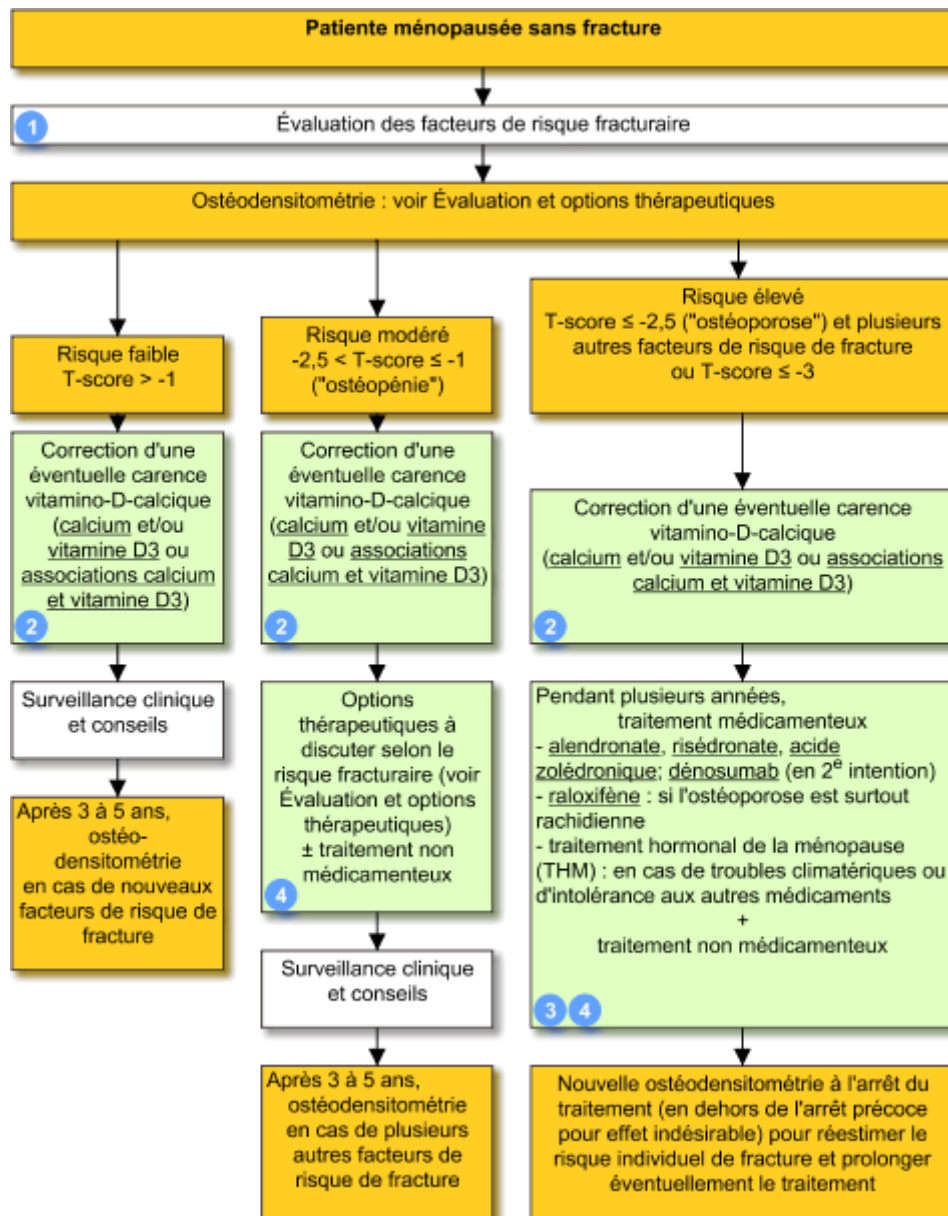 Patiente ménopausée sans fracture
1
Évaluation des facteurs de risque fracturaire
Ostéodensitométrie : voir Évaluation et options thérapeutiques
Risque faible
T-score > -1
Correction d'une
éventuelle carence
vitamino-D-calcique
(calcium et/ou
vitamine D3 ou
associations calcium
et vitamine D3)
2
Surveillance clinique
et conseils
Après 3 à 5 ans,
ostéo-
densitométrie
en cas de nouveaux
facteurs de risque de
fracture
Risque modéré
-2,5 < T-score ≤ -1
("ostéopénie")
Correction d'une
éventuelle carence
vitamino-D-calcique
(calcium et/ou vitamine
D3 ou associations
calcium et vitamine D3)
2
Options
thérapeutiques à
discuter selon le
risque fracturaire (voir
Évaluation et options
thérapeutiques)
± traitement non
médicamenteux
4
Surveillance clinique
et conseils
Après 3 à 5 ans,
ostéodensitométrie
en cas de plusieurs
autres facteurs de
risque de fracture
Risque élevé
T-score ≤ -2,5 ("ostéoporose") et plusieurs
autres facteurs de risque de fracture
ou T-score ≤ -3
Correction d'une éventuelle carence
vitamino-D-calcique
(calcium et/ou vitamine D3 ou associations
calcium et vitamine D3)
2
Pendant plusieurs années,
traitement médicamenteux
- alendronate, risédronate, acide
zolédronique; dénosumab (en 2e intention)
- raloxifène : si l'ostéoporose est surtout
rachidienne
- traitement hormonal de la ménopause
(THM) : en cas de troubles climatériques ou
d'intolérance aux autres médicaments
+
traitement non médicamenteux
3 4
Nouvelle ostéodensitométrie à l'arrêt du
traitement (en dehors de l'arrêt précoce
pour effet indésirable) pour réestimer le
risque individuel de fracture et prolonger
éventuellement le traitement